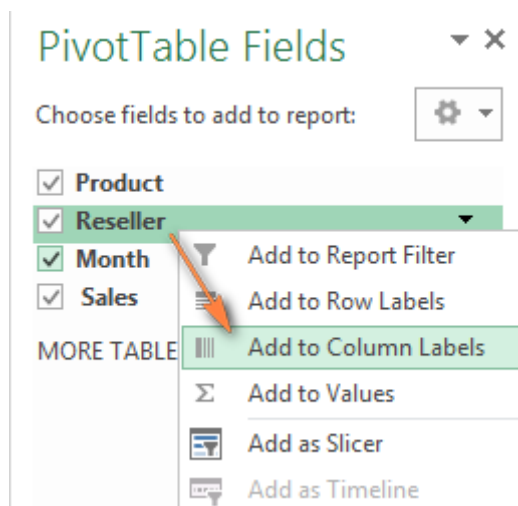 PivotTable Fields
Choose fields to add to report:
Product
Reseller
Month
Sales
MORE TABLE
Add to Report Filter
Add to Row Labels
Add to Column Labels
Add to Values
Add as Slicer
Add as Timeline